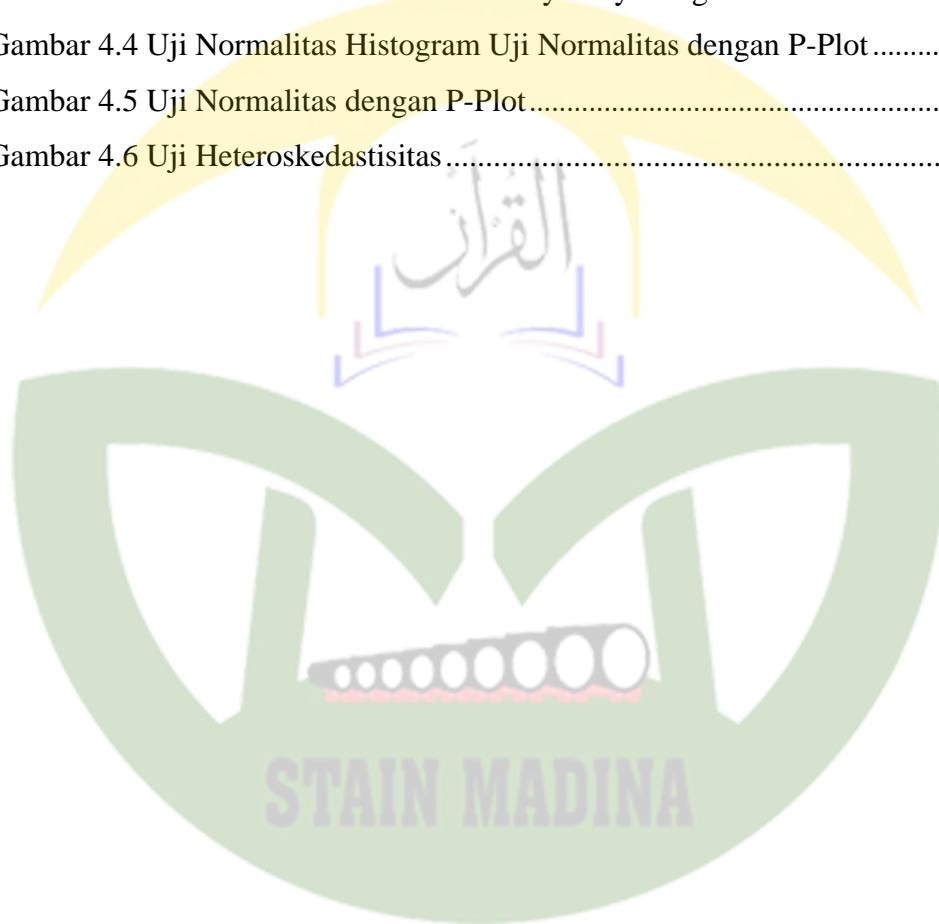 Gambar 4.4 Uji Normalitas Histogram Uji Normalitas dengan P-Plot.........
Gambar 4.5 Uji Normalitas dengan P-Plot.................................................
Gambar 4.6 Uji Heteroskedastisitas...........................................................
القرآن
STAIN MADINA